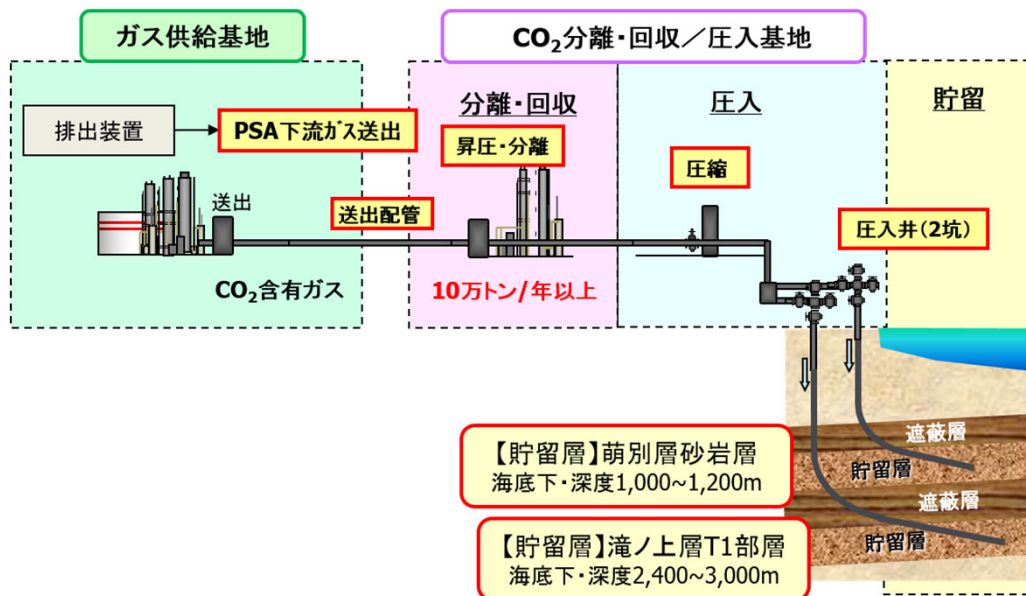 ガス供給基地
CO₂分離・回収／圧入基地
排出装置
PSA下流ガス送出
送出
送出配管
CO₂含有ガス
分離・回収
昇圧・分離
10万トン/年以上
圧入
圧縮
貯留
圧入井(2坑)
遮蔽層
貯留層
遮蔽層
貯留層
【貯留層】萌別層砂岩層
海底下・深度1,000~1,200m
【貯留層】滝ノ上層T1部層
海底下・深度2,400~3,000m